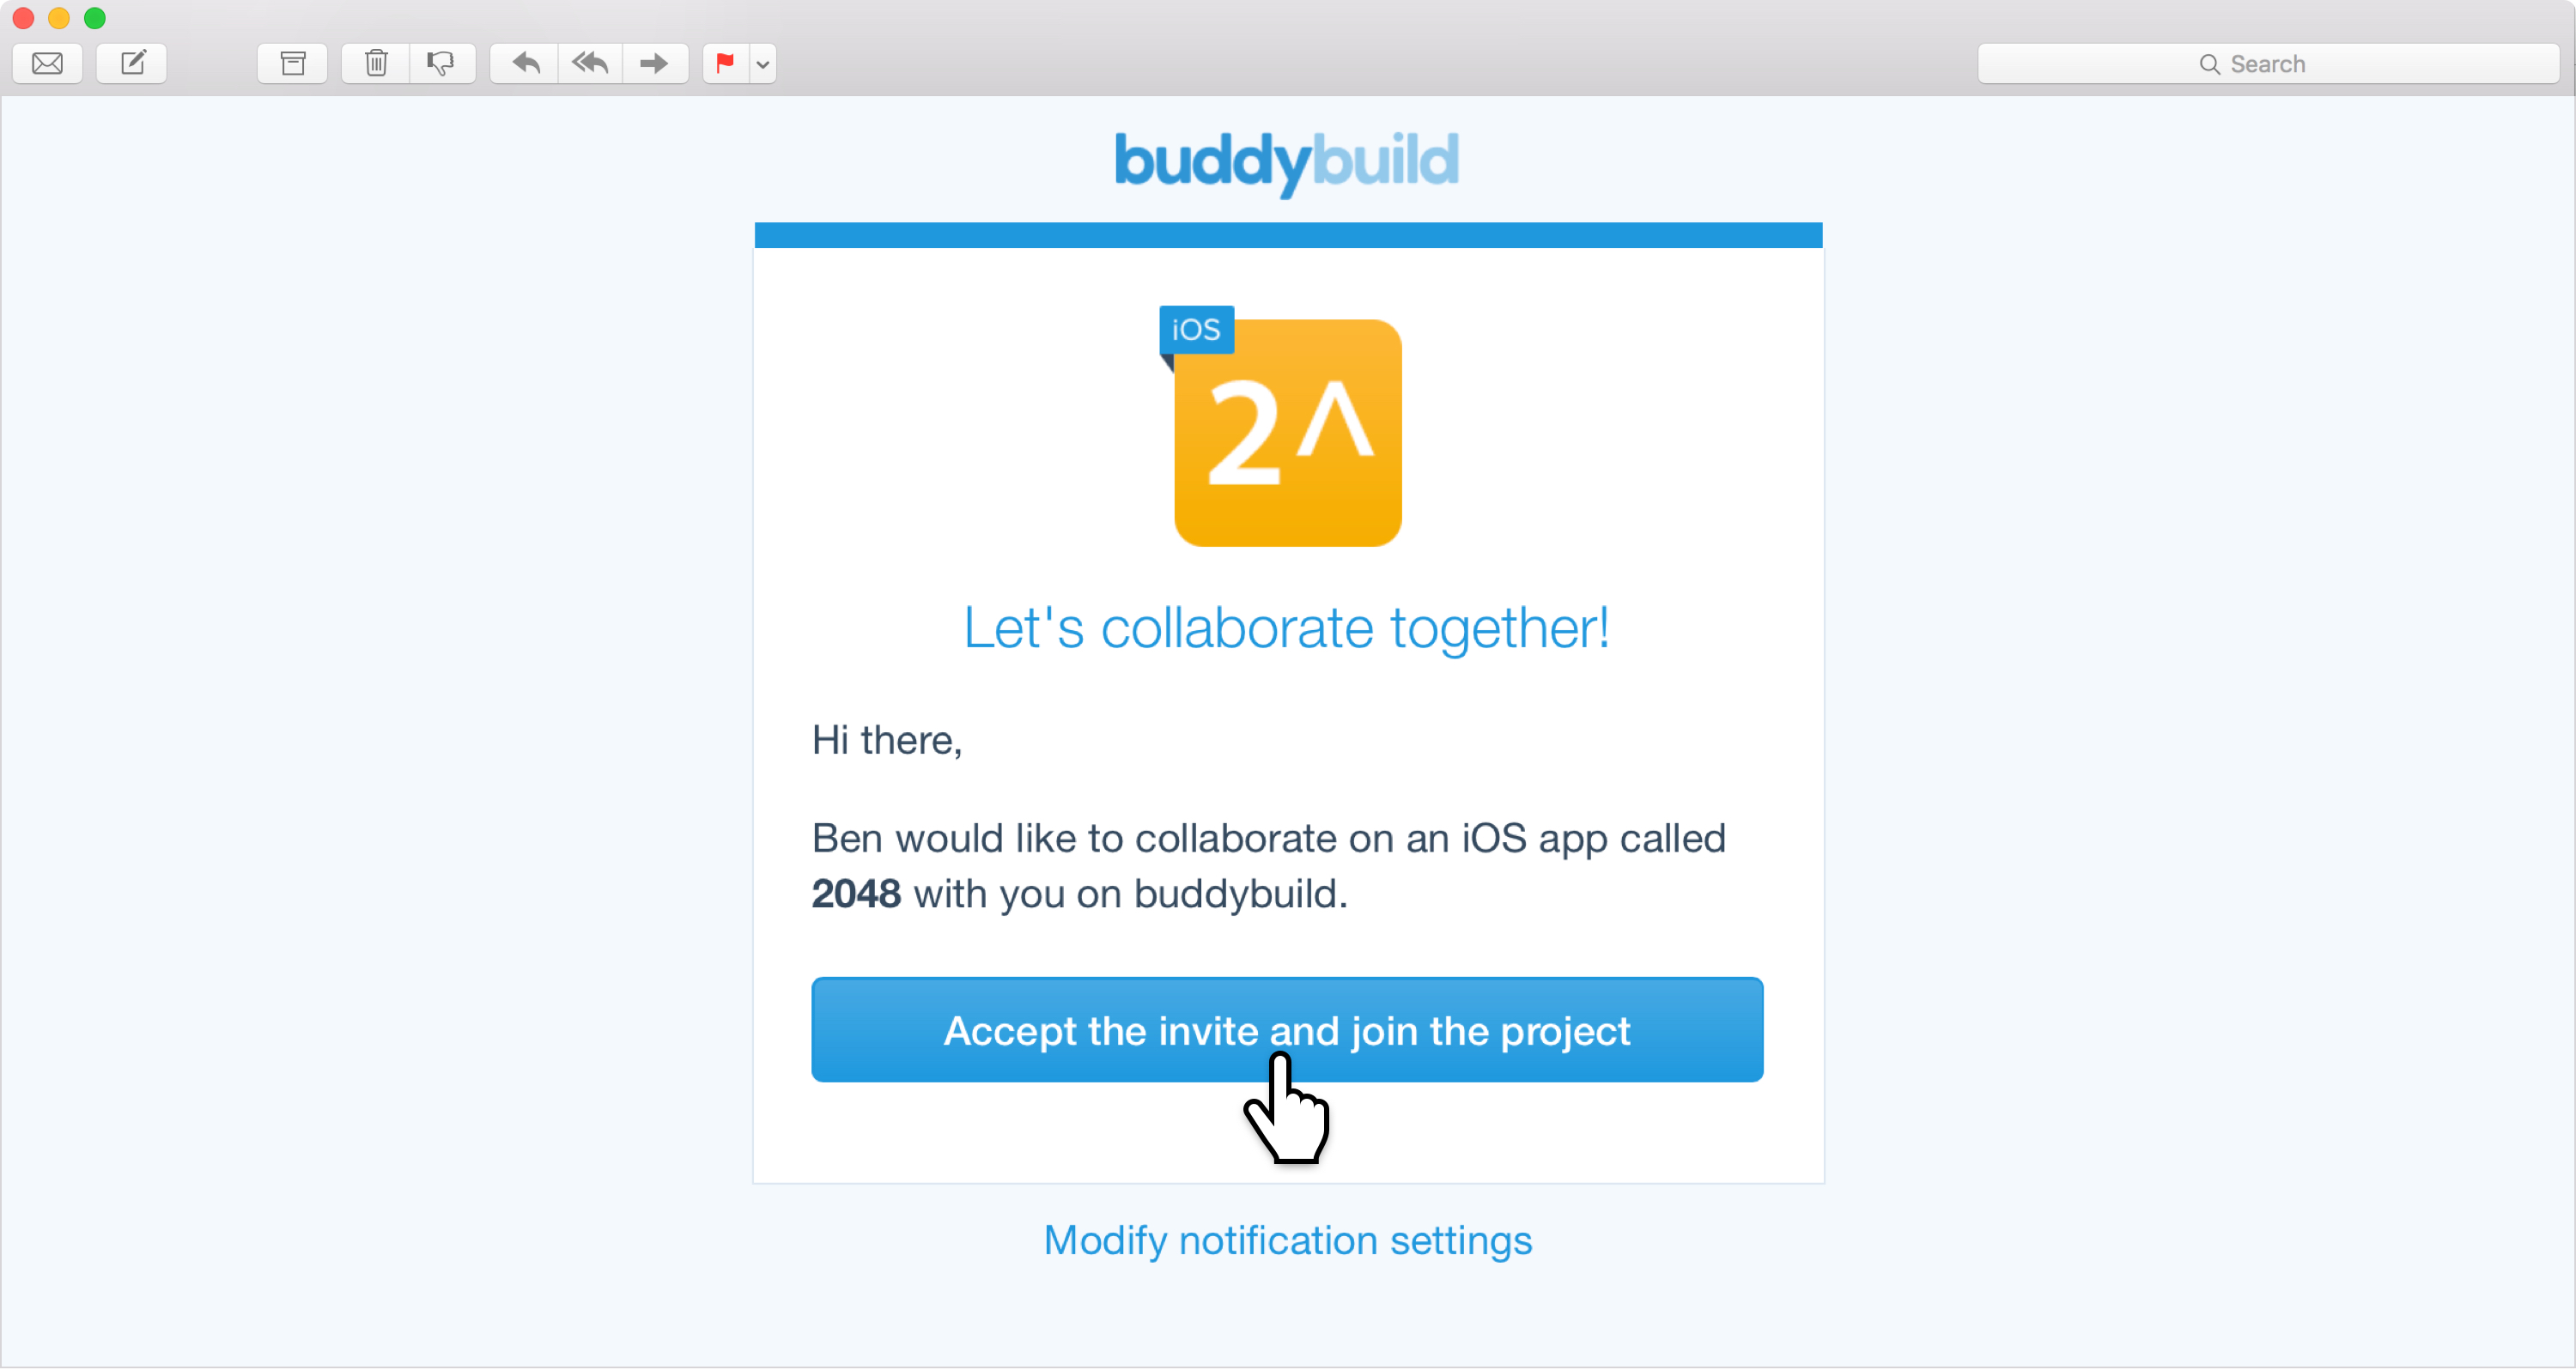 Search
buddybuild
iOS
2^
Let's collaborate together!
Hi there,
Ben would like to collaborate on an iOS app called
2048 with you on buddybuild.
Accept the invite and join the project
Modify notification settings